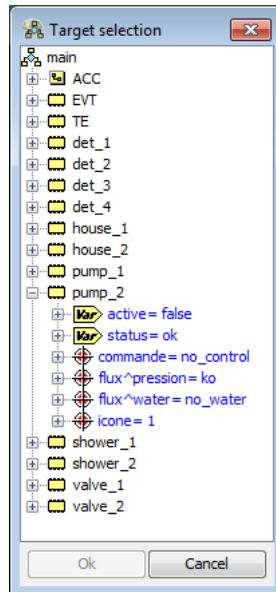 Target selection
main
ACC
EVT
TE
det_1
det_2
det_3
det_4
house_1
house_2
pump_1
pump_2
Var active= false
Var status= ok
commande= no_control
flux^pression= ko
flux^water= no_water
icone= 1
shower_1
shower_2
valve_1
valve_2
Ok Cancel